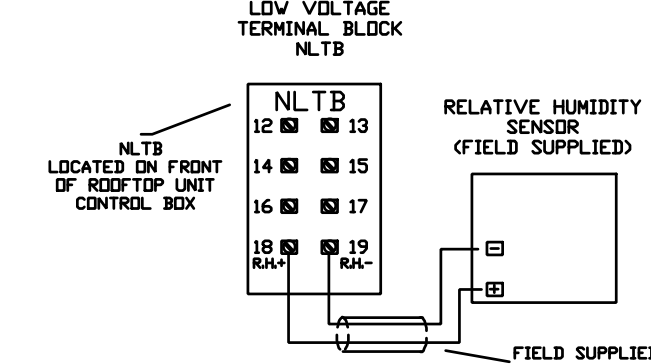 LOW VOLTAGE
TERMINAL BLOCK
NLTB
NLTB
12 13
14 15
16 17
18 19
R.H.+ R.H.-
NLTB
LOCATED ON FRONT
OF ROOFTOP UNIT
CONTROL BOX
RELATIVE HUMIDITY
SENSOR
(FIELD SUPPLIED)
-
+
FIELD SUPPLIED